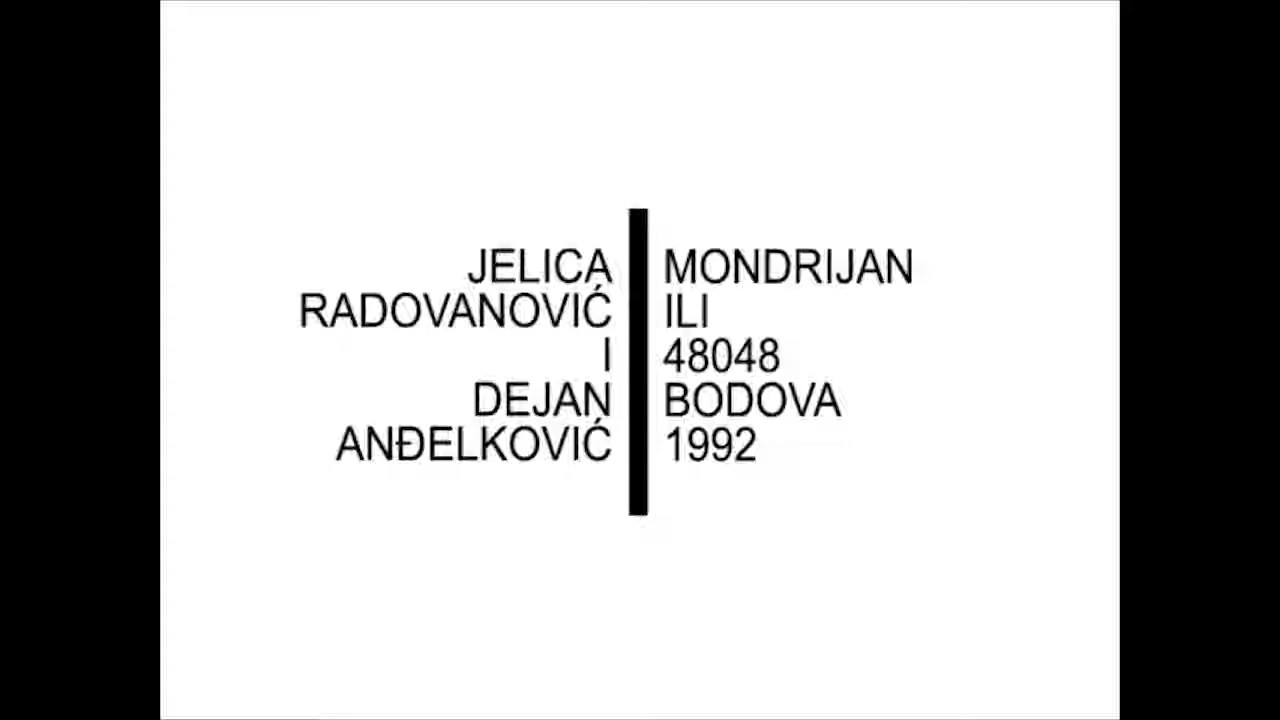 JELICA
RADOVANOVIĆ
I
DEJAN
ANĐELKOVIĆ
MONDRIJAN
ILI
48048
BODOVA
1992